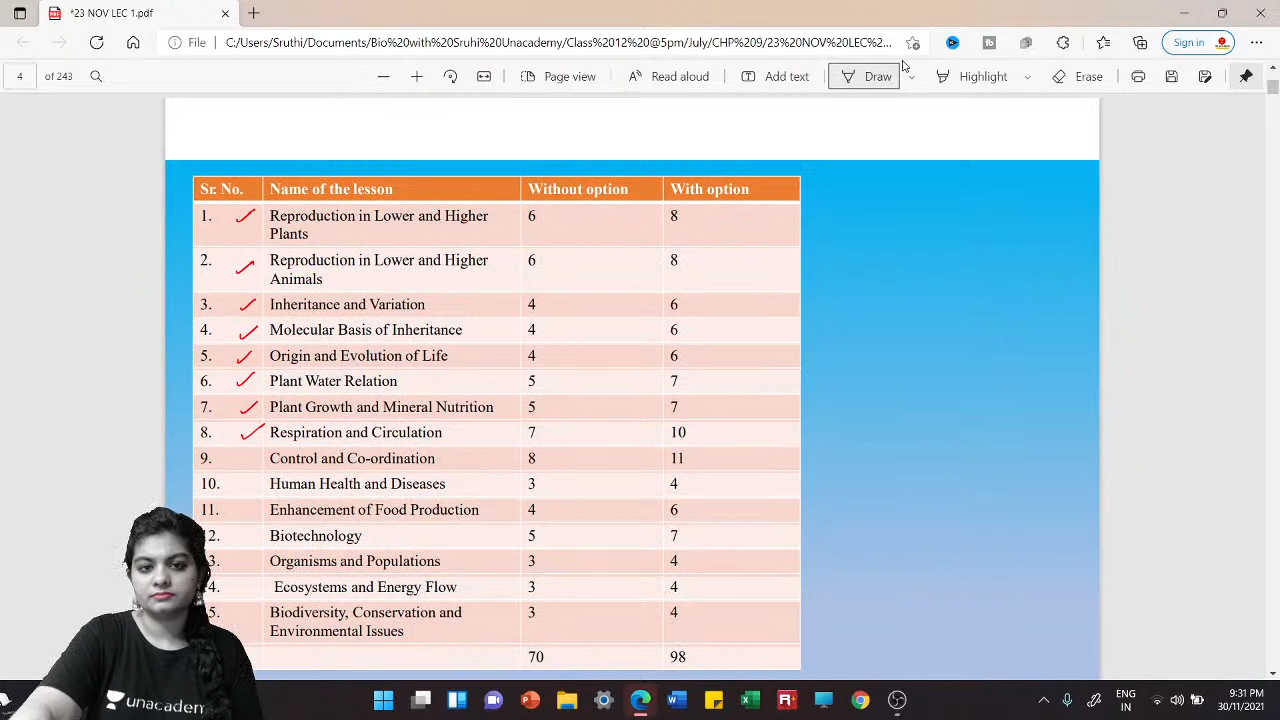 *23 NOV LEC 1.pdf
File C:/Users/Sruthi/Documents/Bio%20with%20Sruhi%20Unacademy/Class%2012%20@5pm/July/CHP%209/23%20NOV%20LEC%2... Sign in
4 of 243 Page view Read aloud Add text Draw Highlight Erase
Sr. No. Name of the lesson Without option With option
1. Reproduction in Lower and Higher 6 8
Plants
2. Reproduction in Lower and Higher 6 8
Animals
3. Inheritance and Variation 4 6
4. Molecular Basis of Inheritance 4 6
5. Origin and Evolution of Life 4 6
6. Plant Water Relation 5 7
7. Plant Growth and Mineral Nutrition 5 7
8. Respiration and Circulation 7 10
9. Control and Co-ordination 8 11
10. Human Health and Diseases 3 4
11. Enhancement of Food Production 4 6
12. Biotechnology 5 7
3. Organisms and Populations 3 4
4. Ecosystems and Energy Flow 3 4
5. Biodiversity, Conservation and 3 4
Environmental Issues
70 98
unacadem
ENG 9:31 PM
IN 30/11/2021